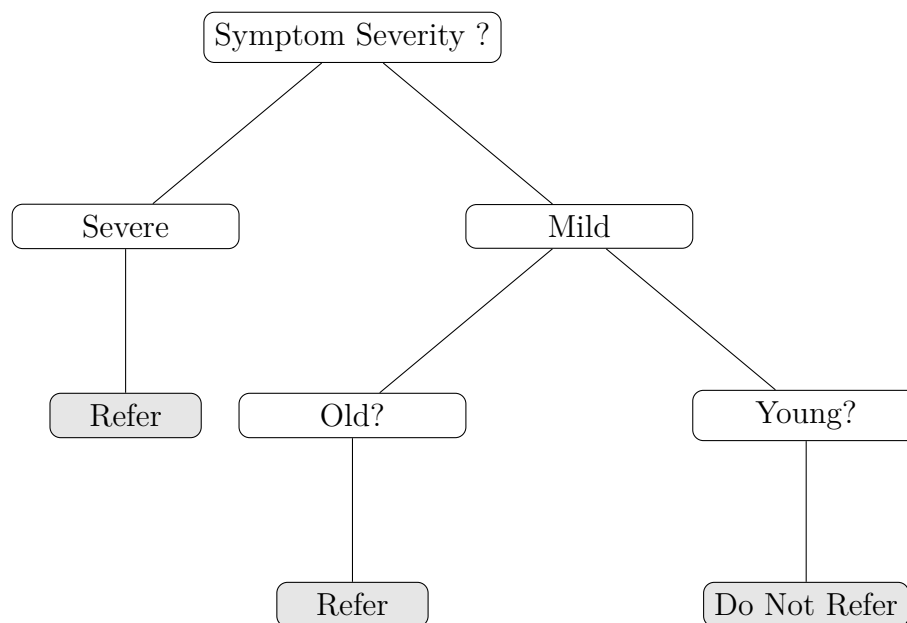 Symptom Severity ?
Severe
Mild
Refer
Old?
Young?
Refer
Do Not Refer